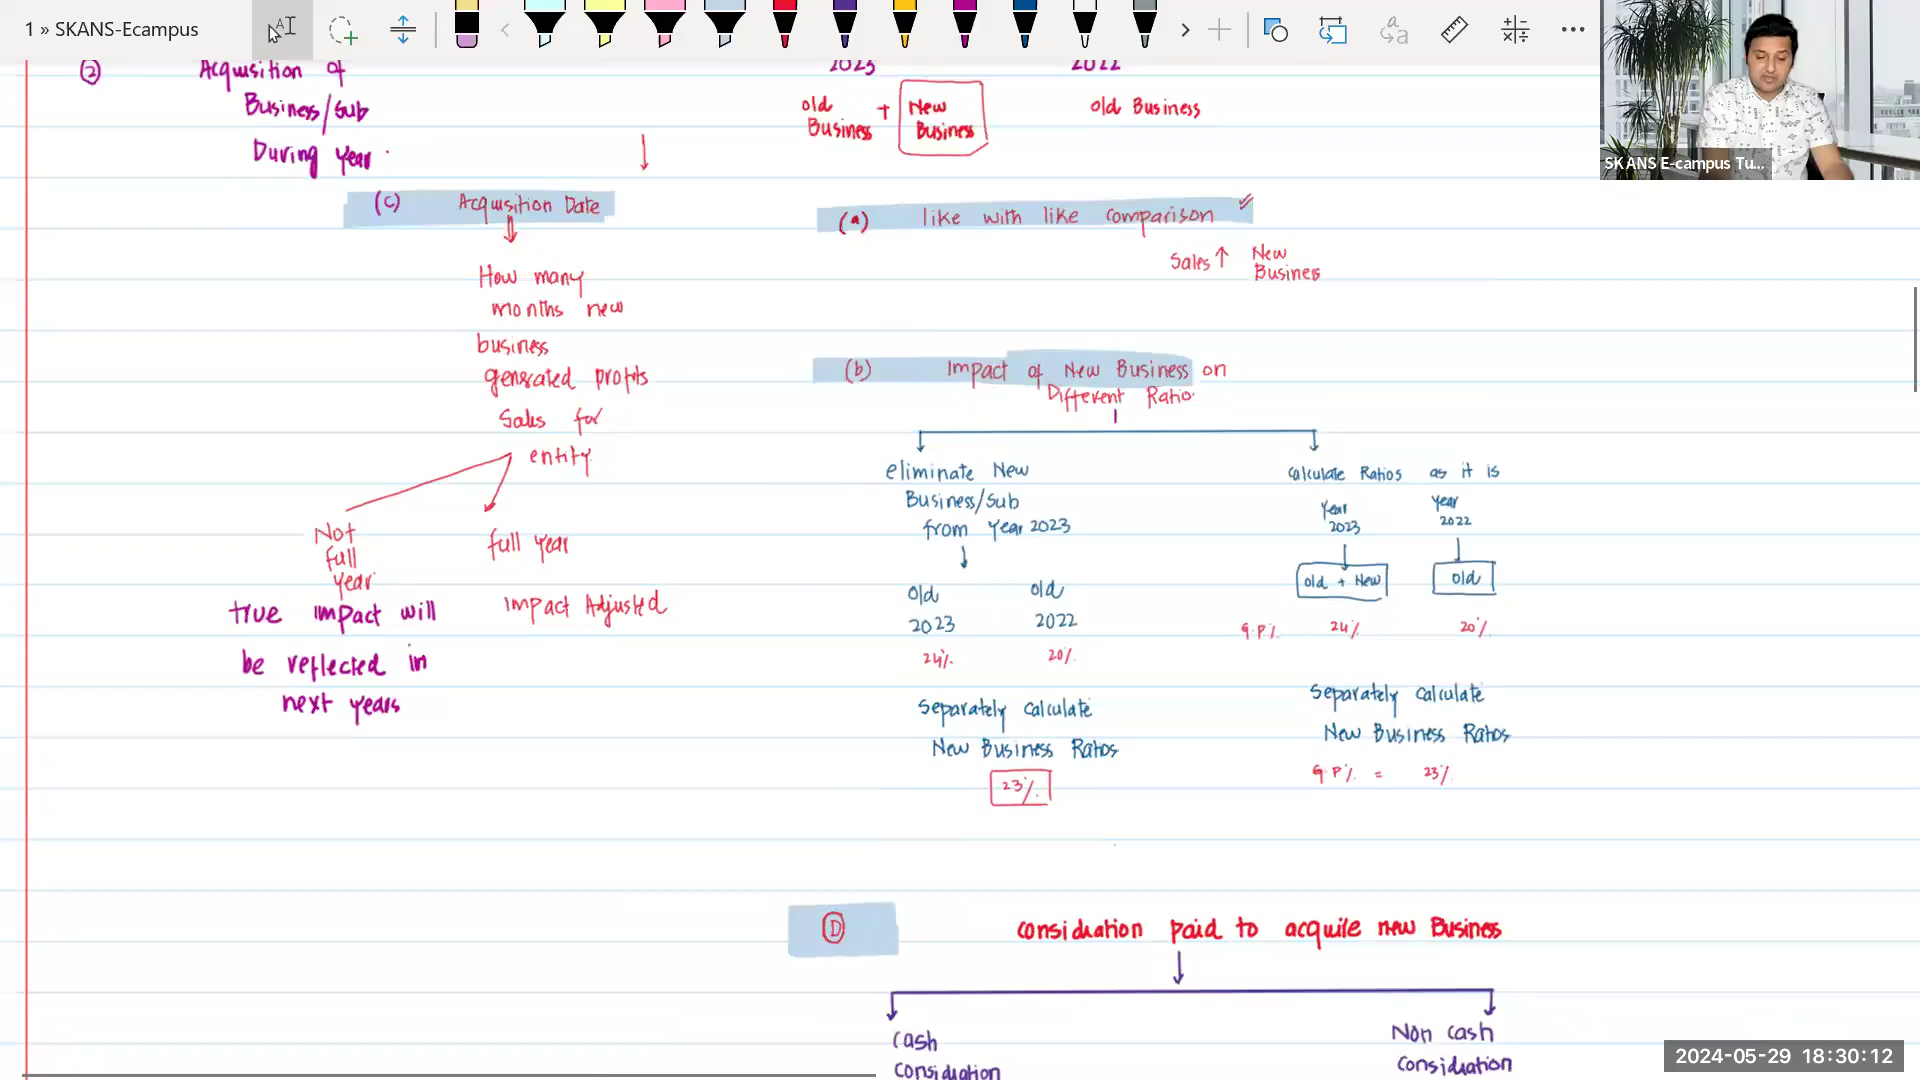 1 » SKANS-Ecampus
SKANS E-campus Tu...
② Acquisition of
Business/Sub
During Year
2023 2022
Old Business + New Business
Old Business
(c) Acquisition Date
How many
months new
business
generated profits
Sales for
entity
Not
full
year
full year
true impact will
be reflected in
next years
Impact Adjusted
(a) like with like comparison
Sales ↑ New
Business
(b) Impact of New Business on
Different Ratio
eliminate New
Business/Sub
from Year 2023
Old Old
2023 2022
24% 20%
Separately Calculate
New Business Ratios
23%
Calculate Ratios as it is
Year Year
2023 2022
Old + New Old
G.P% 24% 20%
Separately Calculate
New Business Ratios
G.P% = 23%
Ⓓ Considration paid to acquire new Business
Cash
Considration
Non Cash
Considration
2024-05-29 18:30:12